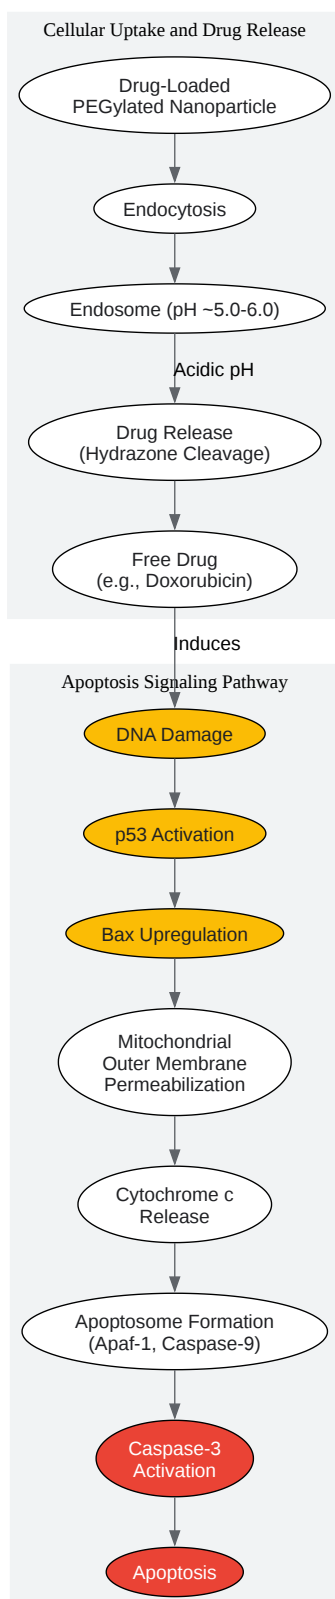 Cellular Uptake and Drug Release
Drug-Loaded
PEGylated Nanoparticle
Endocytosis
Endosome (pH ~5.0-6.0)
Acidic pH
Drug Release
(Hydrazone Cleavage)
Free Drug
(e.g., Doxorubicin)
Induces
Apoptosis Signaling Pathway
DNA Damage
p53 Activation
Bax Upregulation
Mitochondrial
Outer Membrane
Permeabilization
Cytochrome c
Release
Apoptosome Formation
(Apaf-1, Caspase-9)
Caspase-3
Activation
Apoptosis